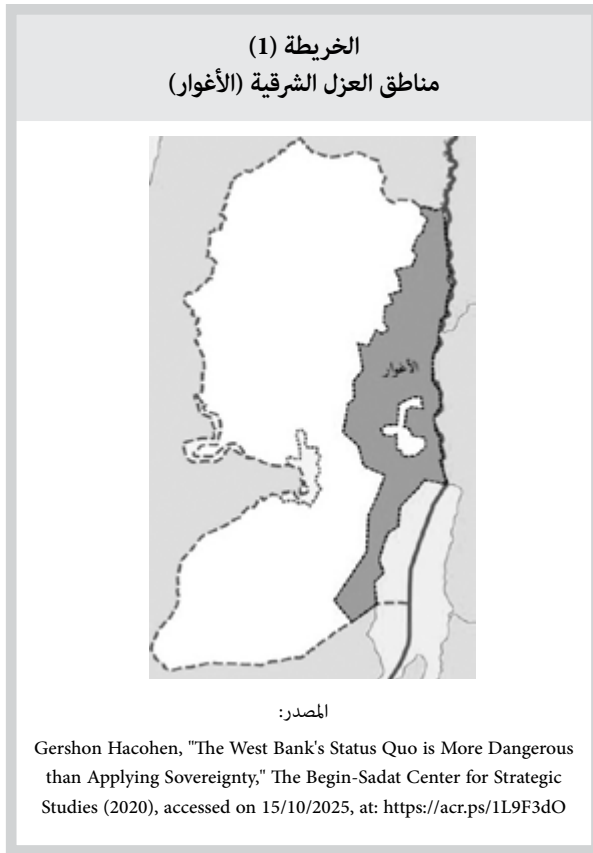 الخريطة (1)
مناطق العزل الشرقية (الأغوار)
الأغوار
المصدر:
Gershon Hacohen, "The West Bank's Status Quo is More Dangerous
than Applying Sovereignty," The Begin-Sadat Center for Strategic
Studies (2020), accessed on 15/10/2025, at: https://acr.ps/1L9F3dO